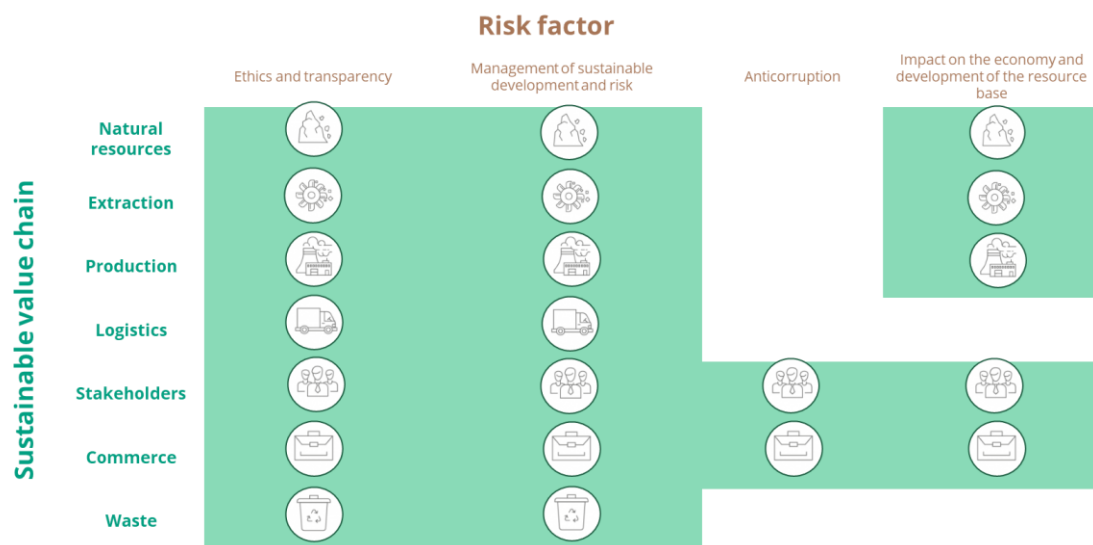 Risk factor
Ethics and transparency
Management of sustainable
development and risk
Anticorruption
Impact on the economy and
development of the resource
base
Sustainable value chain
Natural
resources
Extraction
Production
Logistics
Stakeholders
Commerce
Waste